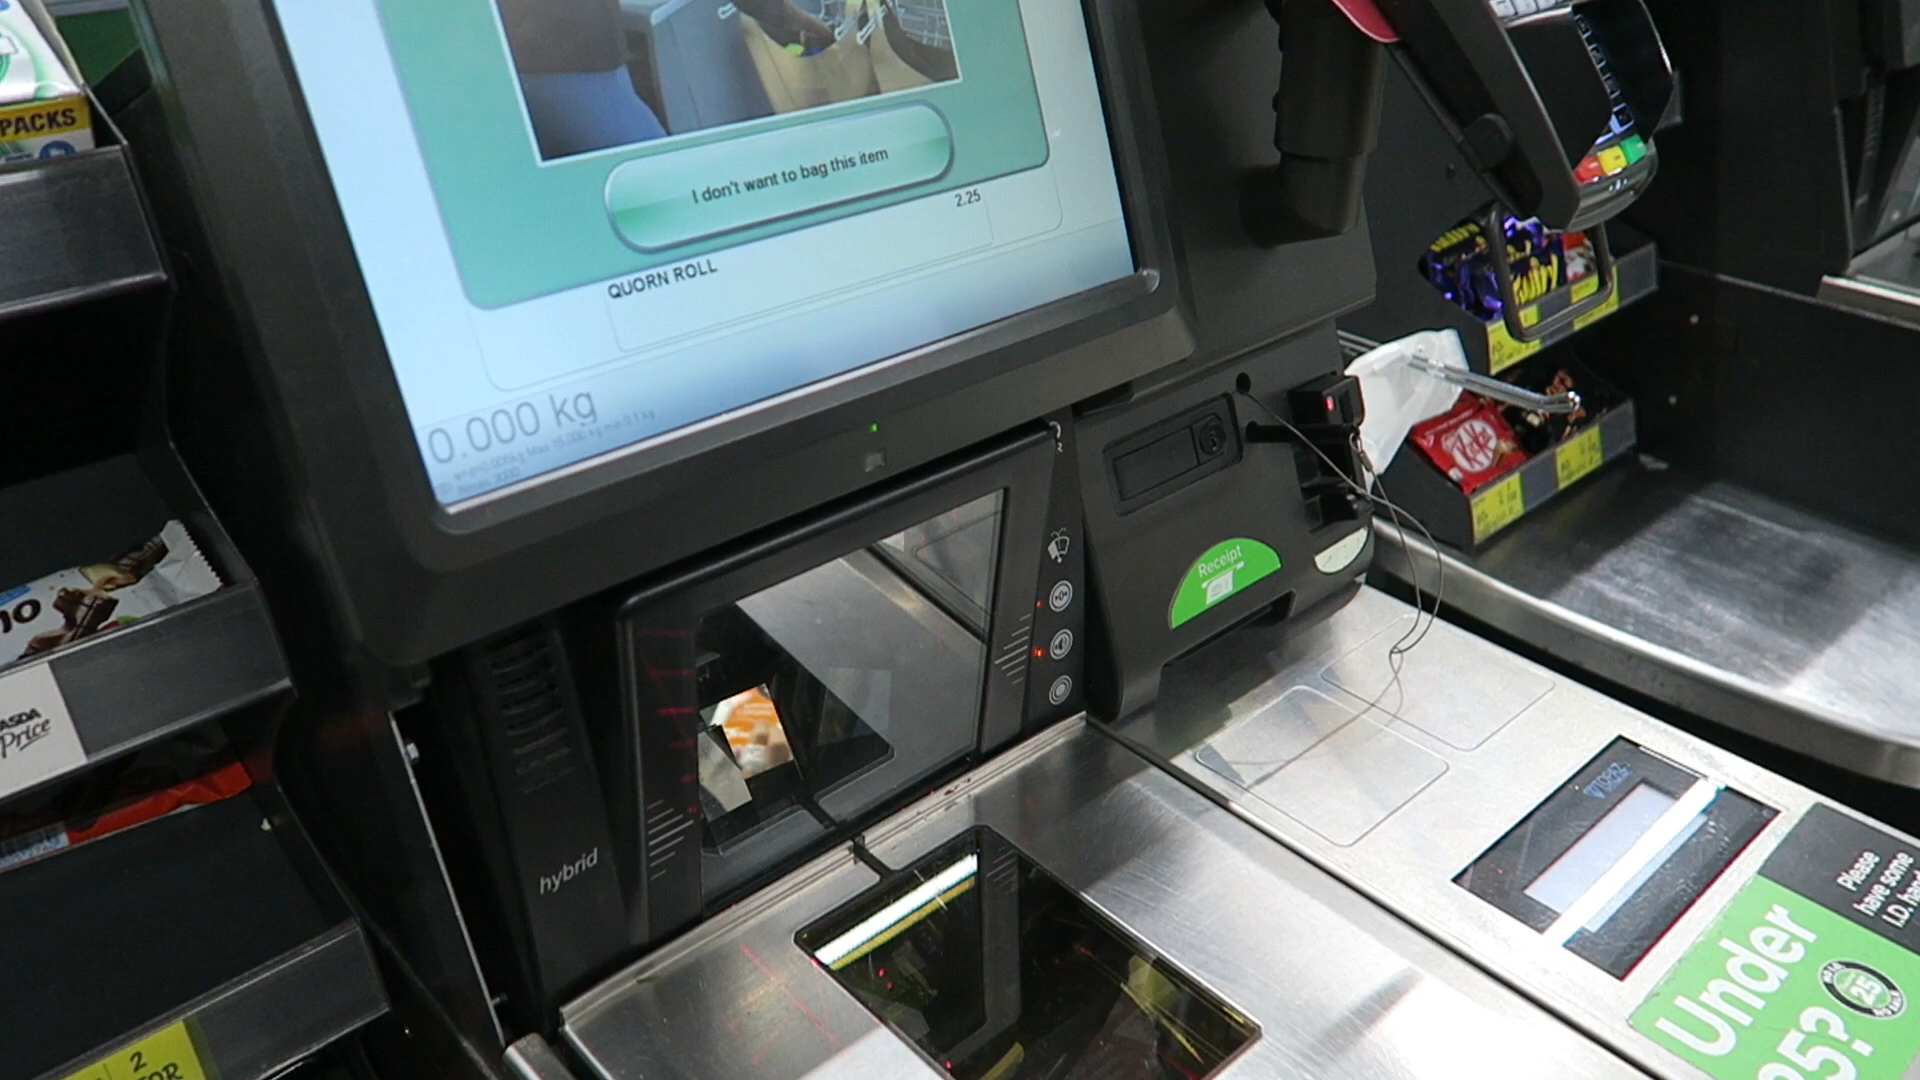 PACKS
I don't want to bag this item
2.25
QUORN ROLL
0.000 kg
Receipt
hybrid
KitKat
ASDA
Price
2
FOR
Please
have some
I.D.
Under
25?
25